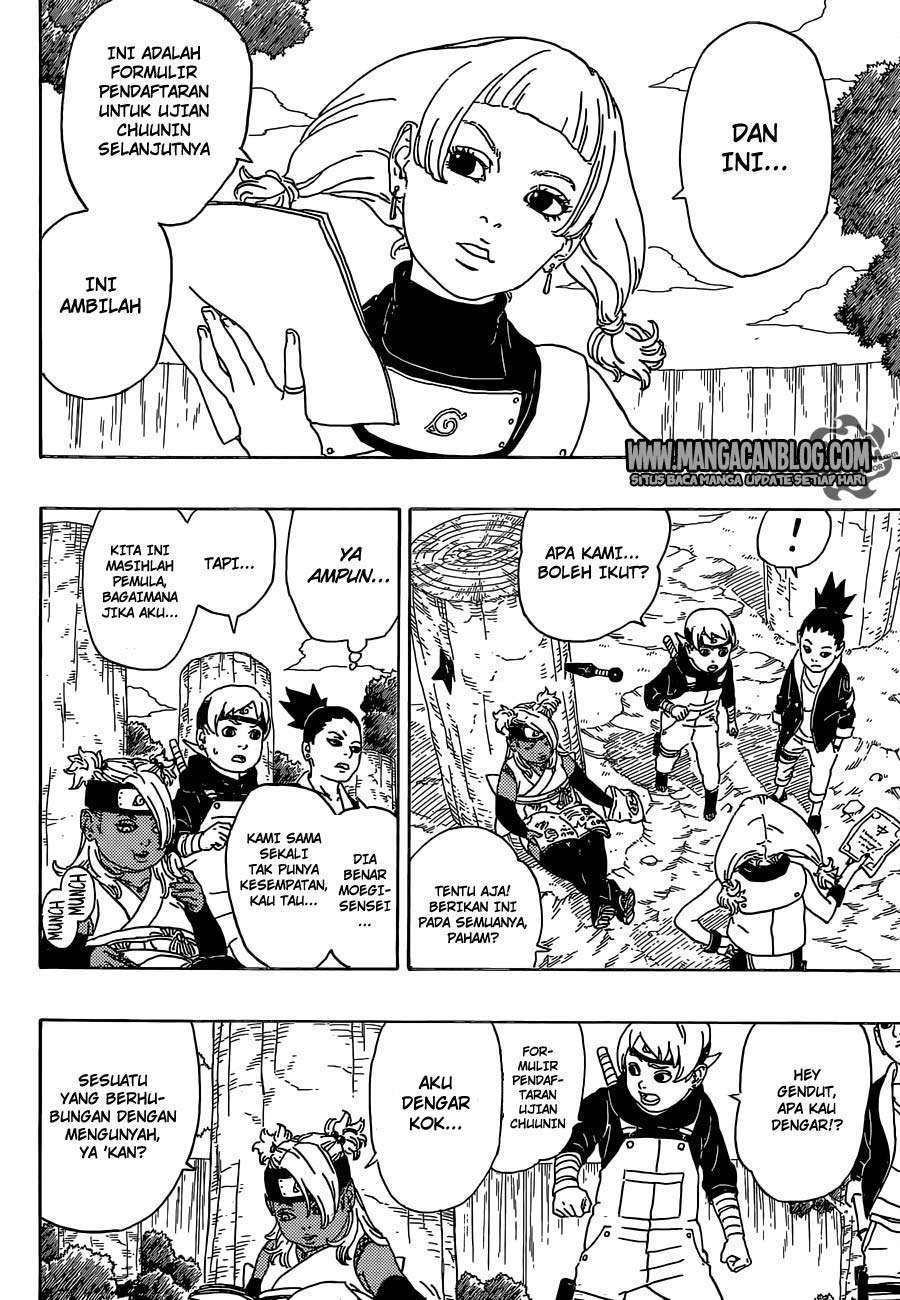 DAN
INI...
INI ADALAH
FORMULIR
PENDAFTARAN
UNTUK UJIAN
CHUUNIN
SELANJUTNYA
INI
AMBILAH
WWW.MANGACANBLOG.COM
SITUS BACA MANGA UPDATE SETIAP HARI
!
APA KAMI...
BOLEH IKUT?
TENTU AJA!
BERIKAN INI
PADA SEMUANYA,
PAHAM?
YA
AMPUN...
TAPI...
KITA INI
MASIHLAH
PEMULA,
BAGAIMANA
JIKA AKU...
DIA
BENAR
MOEGI-
SENSEI
...
KAMI SAMA
SEKALI
TAK PUNYA
KESEMPATAN,
KAU TAU...
MUNCH
MUNCH
HEY
GENDUT,
APA KAU
DENGAR!?
FOR-
MULIR
PENDAF-
TARAN
UJIAN
CHUUNIN
AKU
DENGAR
KOK...
SESUATU
YANG BERHU-
BUNGAN DENGAN
MENGUNYAH,
YA 'KAN?